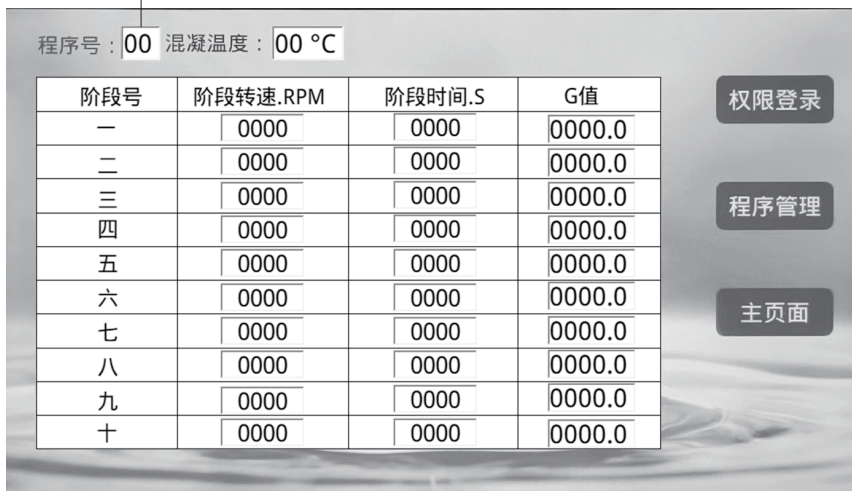 程序号：00 混凝温度：00 °C
阶段号 阶段转速.RPM 阶段时间.S G值
一 0000 0000 0000.0
二 0000 0000 0000.0
三 0000 0000 0000.0
四 0000 0000 0000.0
五 0000 0000 0000.0
六 0000 0000 0000.0
七 0000 0000 0000.0
八 0000 0000 0000.0
九 0000 0000 0000.0
十 0000 0000 0000.0
权限登录
程序管理
主页面